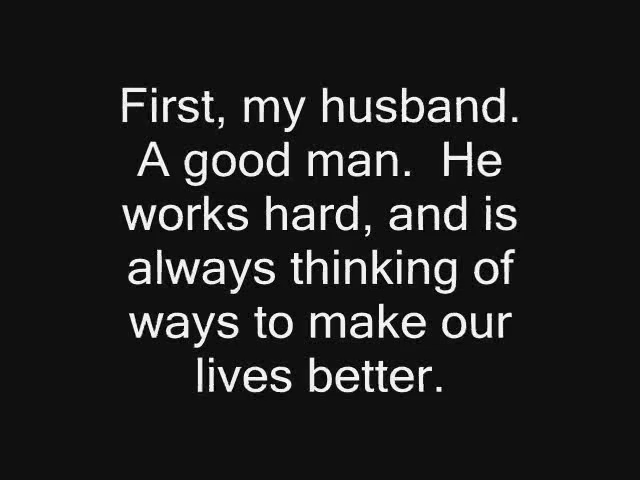 First, my husband.
A good man.  He
works hard, and is
always thinking of
ways to make our
lives better.